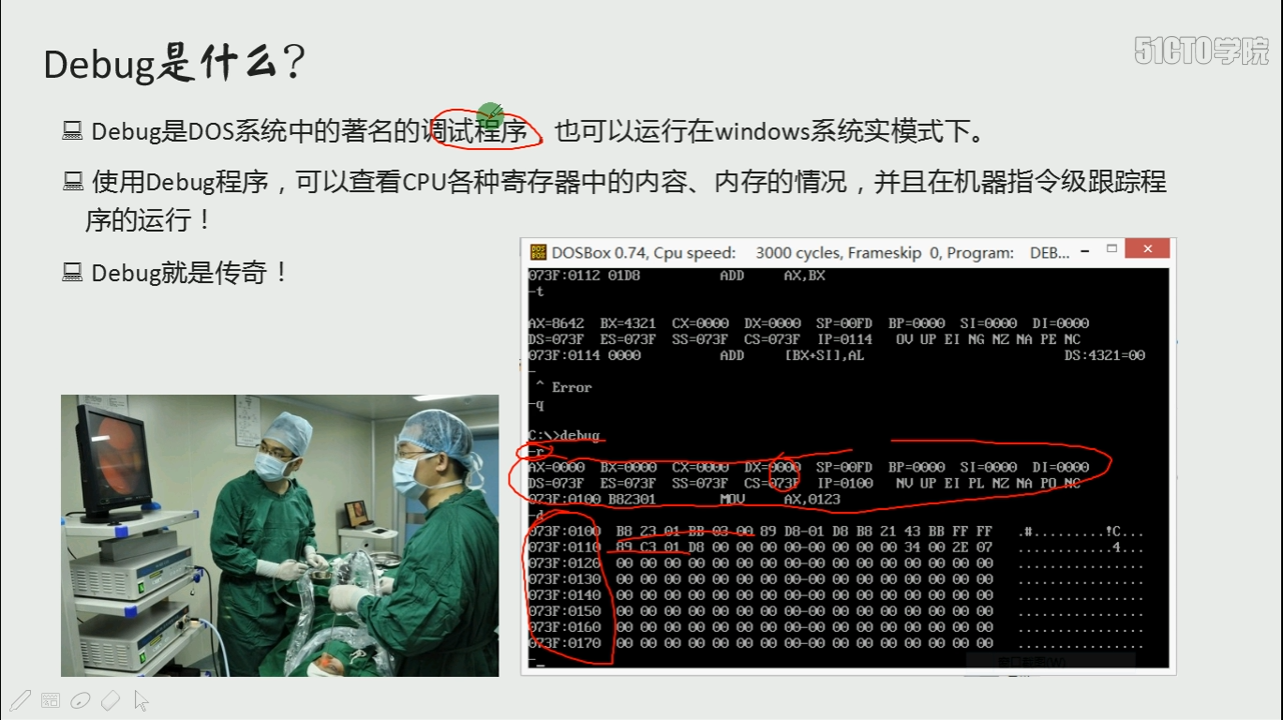 Debug是什么？
51CTO学院
Debug是DOS系统中的著名的调试程序，也可以运行在windows系统实模式下。
使用Debug程序，可以查看CPU各种寄存器中的内容、内存的情况，并且在机器指令级跟踪程
序的运行！
Debug就是传奇！
DOSBox 0.74, Cpu speed: 3000 cycles, Frameskip 0, Program: DEB...
073F:0112 01D8 ADD AX,BX
-t
AX=8642 BX=4321 CX=0000 DX=0000 SP=00FD BP=0000 SI=0000 DI=0000
DS=073F ES=073F SS=073F CS=073F IP=0114 OV UP EI NG NZ NA PE NC
073F:0114 0000 ADD [BX+SI],AL DS:4321=00
-
^ Error
-q
C:\>debug
-r
AX=0000 BX=0000 CX=0000 DX=0000 SP=00FD BP=0000 SI=0000 DI=0000
DS=073F ES=073F SS=073F CS=073F IP=0100 NV UP EI PL NZ NA PO NC
073F:0100 B82301 MOV AX,0123
-d
073F:0100 B8 23 01 BB 03 00 89 D8-01 D8 B8 21 43 BB FF FF .#.........!C...
073F:0110 89 C3 01 D8 00 00 00 00-00 00 00 00 34 00 2E 07 ............4...
073F:0120 00 00 00 00 00 00 00 00-00 00 00 00 00 00 00 00 ................
073F:0130 00 00 00 00 00 00 00 00-00 00 00 00 00 00 00 00 ................
073F:0140 00 00 00 00 00 00 00 00-00 00 00 00 00 00 00 00 ................
073F:0150 00 00 00 00 00 00 00 00-00 00 00 00 00 00 00 00 ................
073F:0160 00 00 00 00 00 00 00 00-00 00 00 00 00 00 00 00 ................
073F:0170 00 00 00 00 00 00 00 00-00 00 00 00 00 00 00 00 ................
-_